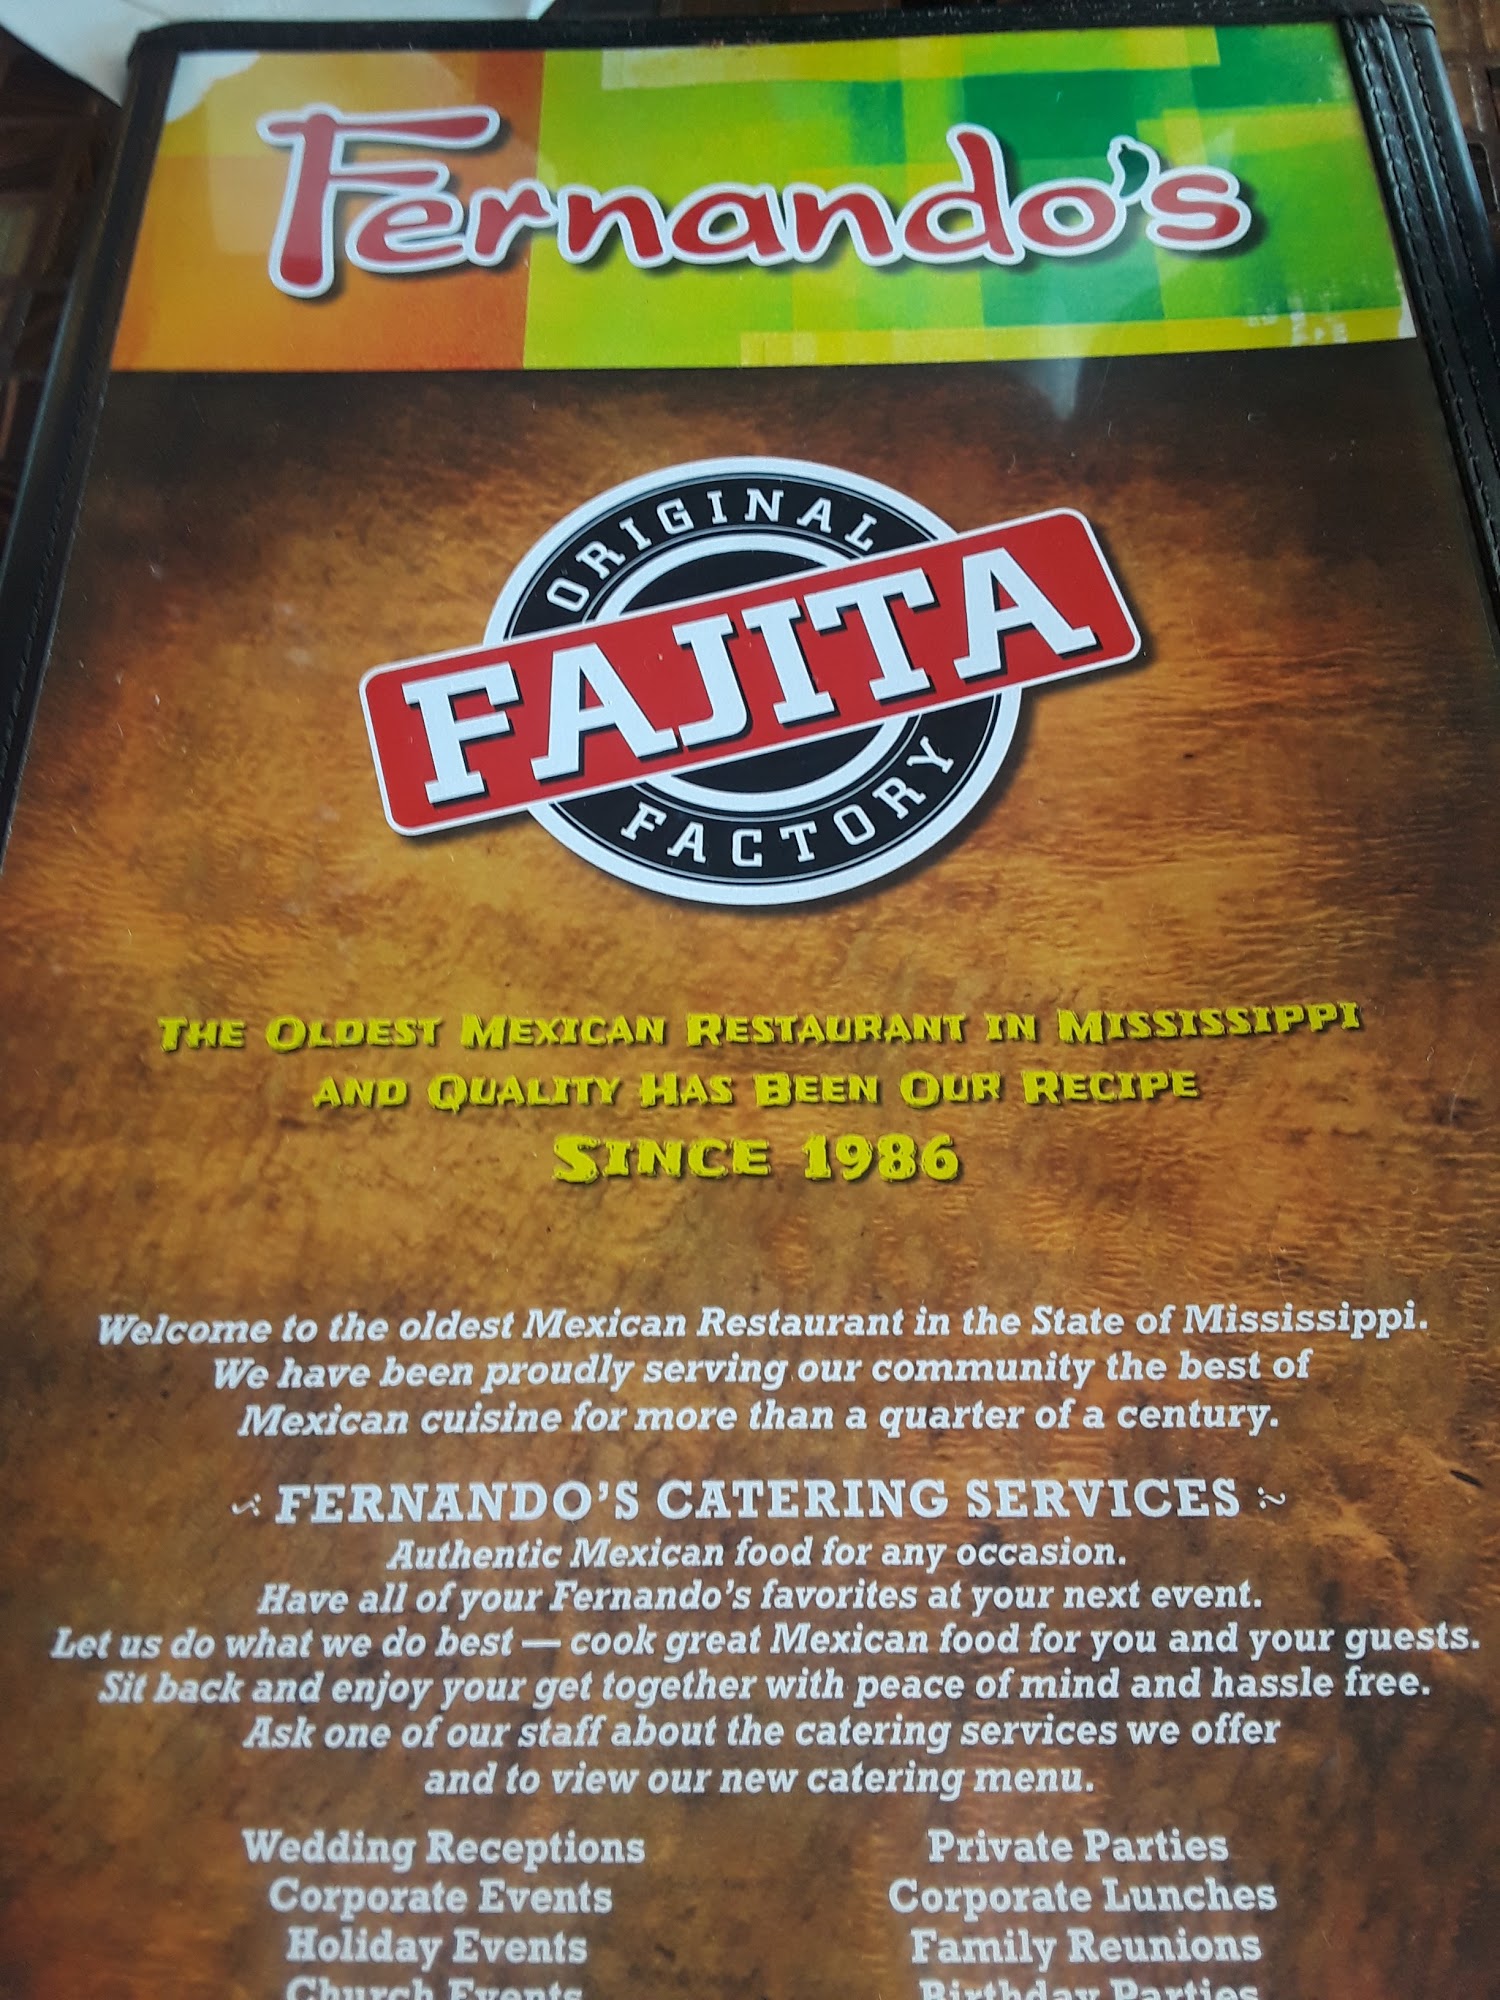 Fernando's
ORIGINAL
FAJITA
FACTORY
THE OLDEST MEXICAN RESTAURANT IN MISSISSIPPI
AND QUALITY HAS BEEN OUR RECIPE
SINCE 1986
Welcome to the oldest Mexican Restaurant in the State of Mississippi.
We have been proudly serving our community the best of
Mexican cuisine for more than a quarter of a century.
FERNANDO'S CATERING SERVICES
Authentic Mexican food for any occasion.
Have all of your Fernando's favorites at your next event.
Let us do what we do best — cook great Mexican food for you and your guests.
Sit back and enjoy your get together with peace of mind and hassle free.
Ask one of our staff about the catering services we offer
and to view our new catering menu.
Wedding Receptions
Corporate Events
Holiday Events
Church Events
Private Parties
Corporate Lunches
Family Reunions
Birthday Parties